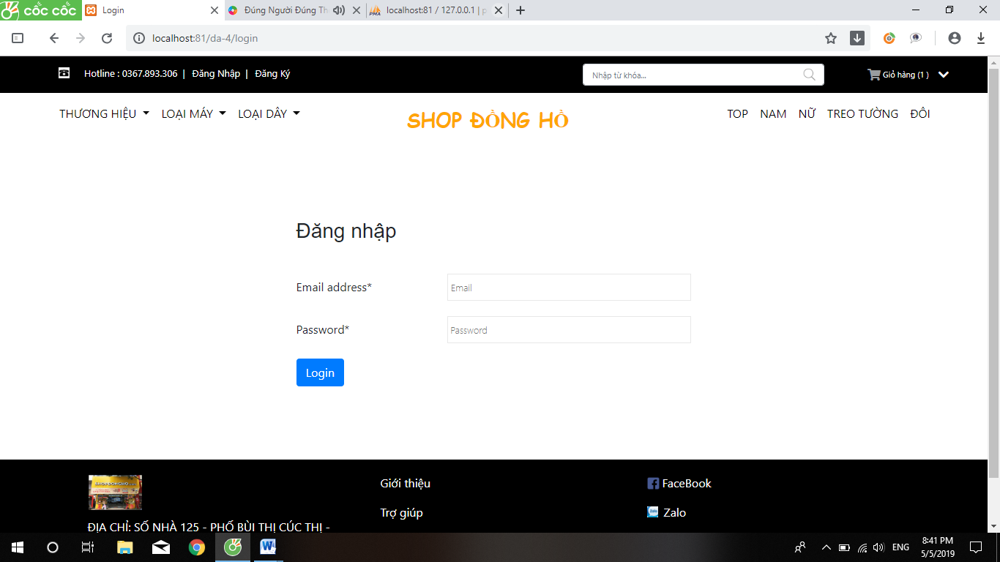 cốc cốc
Login
Đúng Người Đúng Th
localhost:81 / 127.0.0.1 | p
localhost:81/da-4/login
Hotline : 0367.893.306 | Đăng Nhập | Đăng Ký
Nhập từ khóa...
Giỏ hàng (1 )
THƯƠNG HIỆU LOẠI MÁY LOẠI DÂY
SHOP ĐỒNG HỒ
TOP NAM NỮ TREO TƯỜNG ĐÔI
Đăng nhập
Email address*
Email
Password*
Password
Login
Giới thiệu
FaceBook
Trợ giúp
Zalo
ĐỊA CHỈ: SỐ NHÀ 125 - PHỐ BÙI THỊ CÚC THỊ -
ENG
8:41 PM
5/5/2019